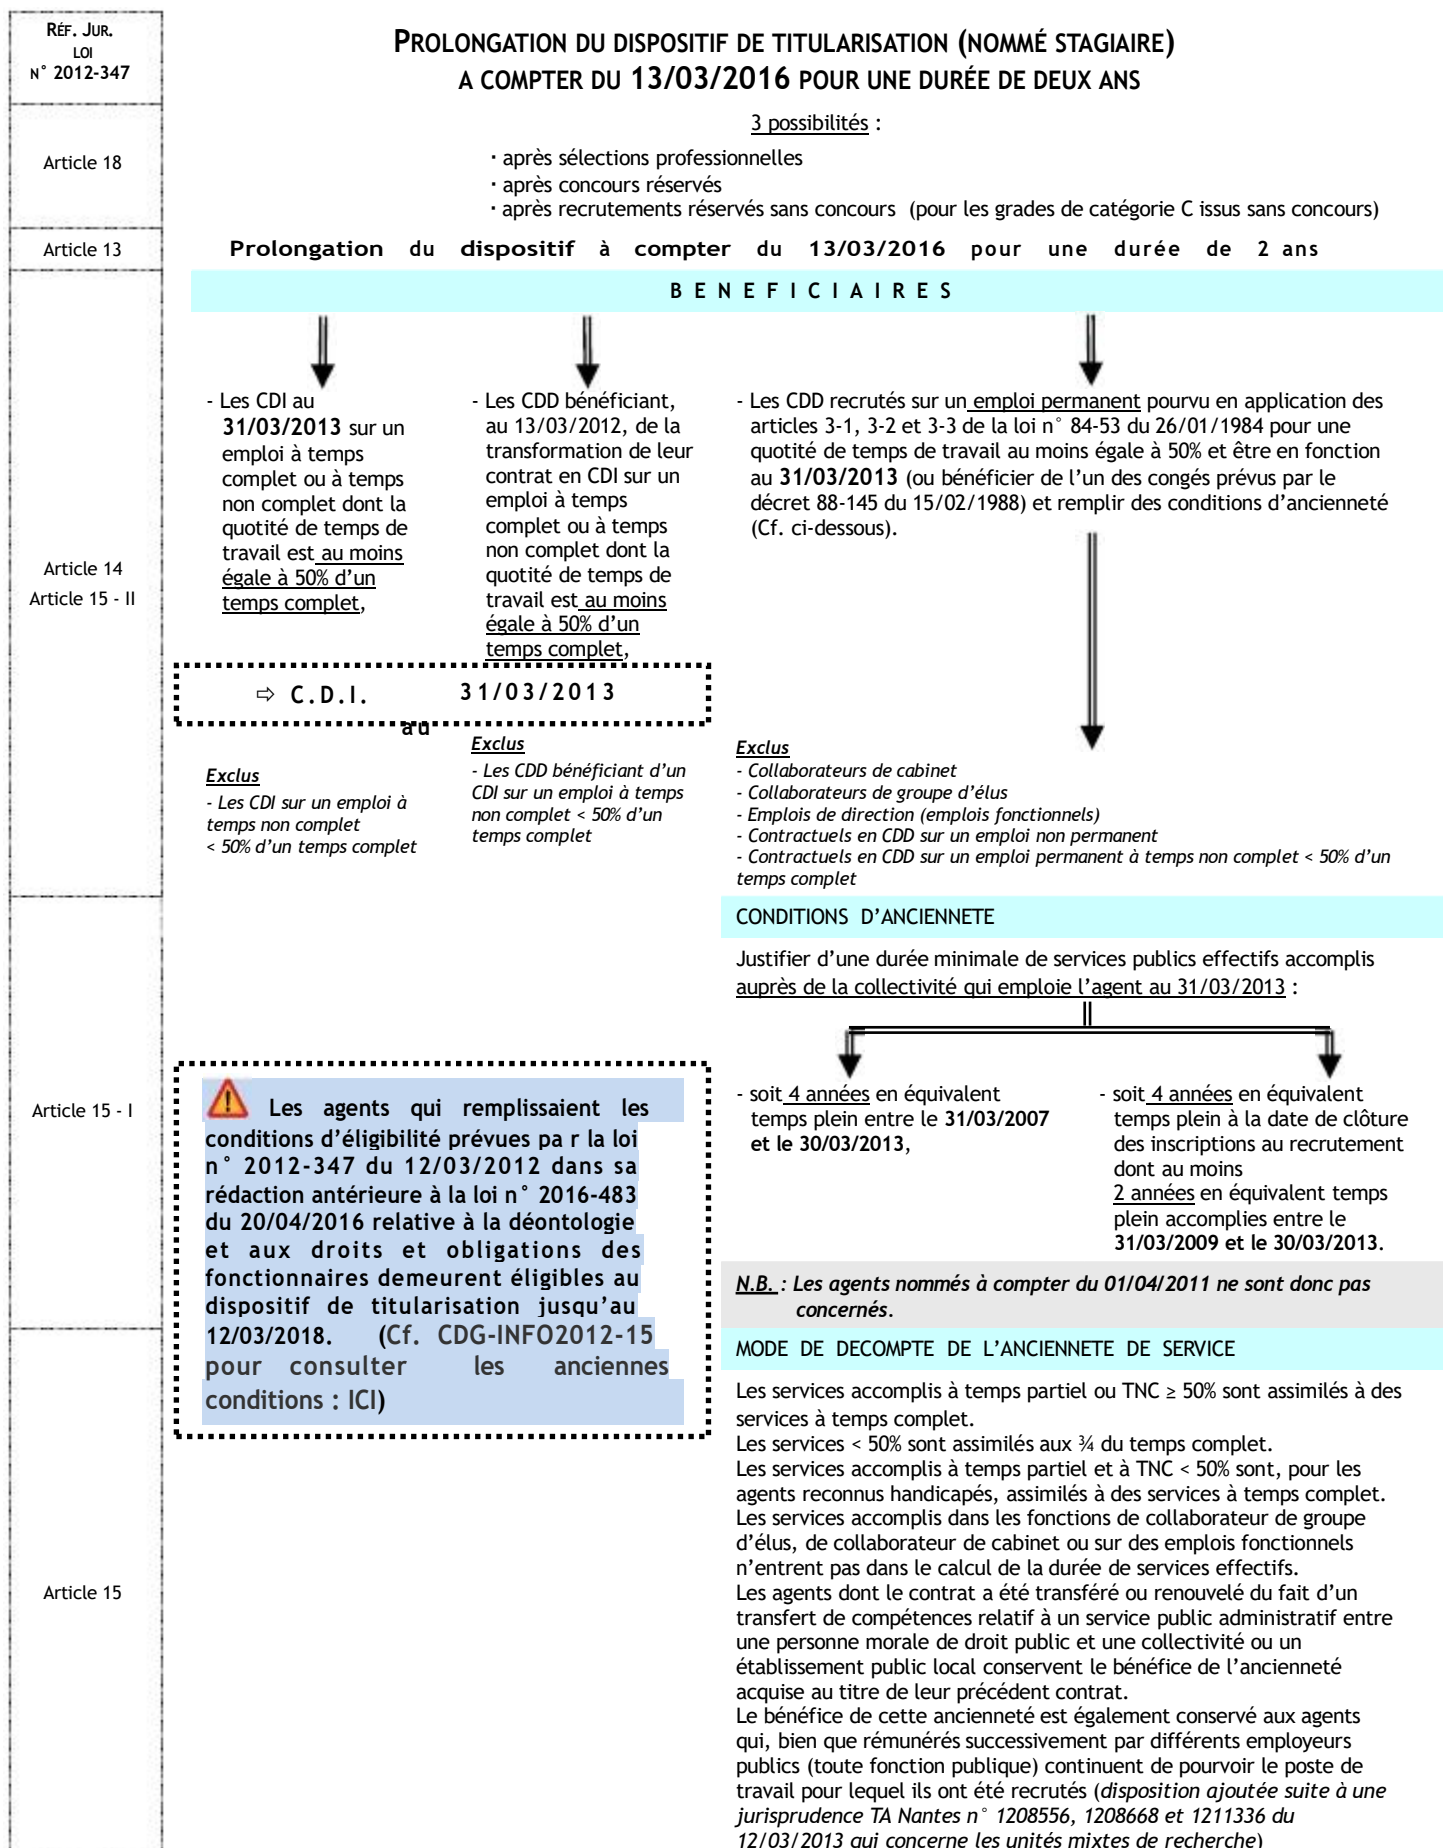 RÉF. JUR.
LOI
N° 2012-347
PROLONGATION DU DISPOSITIF DE TITULARISATION (NOMMÉ STAGIAIRE)
A COMPTER DU 13/03/2016 POUR UNE DURÉE DE DEUX ANS
3 possibilités :
Article 18
· après sélections professionnelles
· après concours réservés
· après recrutements réservés sans concours (pour les grades de catégorie C issus sans concours)
Article 13
Prolongation du dispositif à compter du 13/03/2016 pour une durée de 2 ans
BENEFICIAIRES
Article 14
Article 15 - II
- Les CDI au
31/03/2013 sur un
emploi à temps
complet ou à temps
non complet dont la
quotité de temps de
travail est au moins
égale à 50% d’un
temps complet,
- Les CDD bénéficiant,
au 13/03/2012, de la
transformation de leur
contrat en CDI sur un
emploi à temps
complet ou à temps
non complet dont la
quotité de temps de
travail est au moins
égale à 50% d’un
temps complet,
- Les CDD recrutés sur un emploi permanent pourvu en application des
articles 3-1, 3-2 et 3-3 de la loi n° 84-53 du 26/01/1984 pour une
quotité de temps de travail au moins égale à 50% et être en fonction
au 31/03/2013 (ou bénéficier de l’un des congés prévus par le
décret 88-145 du 15/02/1988) et remplir des conditions d’ancienneté
(Cf. ci-dessous).
⇨ C.D.I. au 31/03/2013
Exclus
- Les CDI sur un emploi à
temps non complet
< 50% d’un temps complet
Exclus
- Les CDD bénéficiant d’un
CDI sur un emploi à temps
non complet < 50% d’un
temps complet
Exclus
- Collaborateurs de cabinet
- Collaborateurs de groupe d’élus
- Emplois de direction (emplois fonctionnels)
- Contractuels en CDD sur un emploi non permanent
- Contractuels en CDD sur un emploi permanent à temps non complet < 50% d’un
temps complet
Article 15 - I
CONDITIONS D’ANCIENNETE
Justifier d’une durée minimale de services publics effectifs accomplis
auprès de la collectivité qui emploie l’agent au 31/03/2013 :
- soit 4 années en équivalent
temps plein entre le 31/03/2007
et le 30/03/2013,
- soit 4 années en équivalent
temps plein à la date de clôture
des inscriptions au recrutement
dont au moins
2 années en équivalent temps
plein accomplies entre le
31/03/2009 et le 30/03/2013.
Les agents qui remplissaient les
conditions d’éligibilité prévues pa r la loi
n° 2012-347 du 12/03/2012 dans sa
rédaction antérieure à la loi n° 2016-483
du 20/04/2016 relative à la déontologie
et aux droits et obligations des
fonctionnaires demeurent éligibles au
dispositif de titularisation jusqu’au
12/03/2018. (Cf. CDG-INFO2012-15
pour consulter les anciennes
conditions : ICI)
N.B. : Les agents nommés à compter du 01/04/2011 ne sont donc pas
concernés.
Article 15
MODE DE DECOMPTE DE L’ANCIENNETE DE SERVICE
Les services accomplis à temps partiel ou TNC ≥ 50% sont assimilés à des
services à temps complet.
Les services < 50% sont assimilés aux ¾ du temps complet.
Les services accomplis à temps partiel et à TNC < 50% sont, pour les
agents reconnus handicapés, assimilés à des services à temps complet.
Les services accomplis dans les fonctions de collaborateur de groupe
d’élus, de collaborateur de cabinet ou sur des emplois fonctionnels
n’entrent pas dans le calcul de la durée de services effectifs.
Les agents dont le contrat a été transféré ou renouvelé du fait d’un
transfert de compétences relatif à un service public administratif entre
une personne morale de droit public et une collectivité ou un
établissement public local conservent le bénéfice de l’ancienneté
acquise au titre de leur précédent contrat.
Le bénéfice de cette ancienneté est également conservé aux agents
qui, bien que rémunérés successivement par différents employeurs
publics (toute fonction publique) continuent de pourvoir le poste de
travail pour lequel ils ont été recrutés (disposition ajoutée suite à une
jurisprudence TA Nantes n° 1208556, 1208668 et 1211336 du
12/03/2013 qui concerne les unités mixtes de recherche)